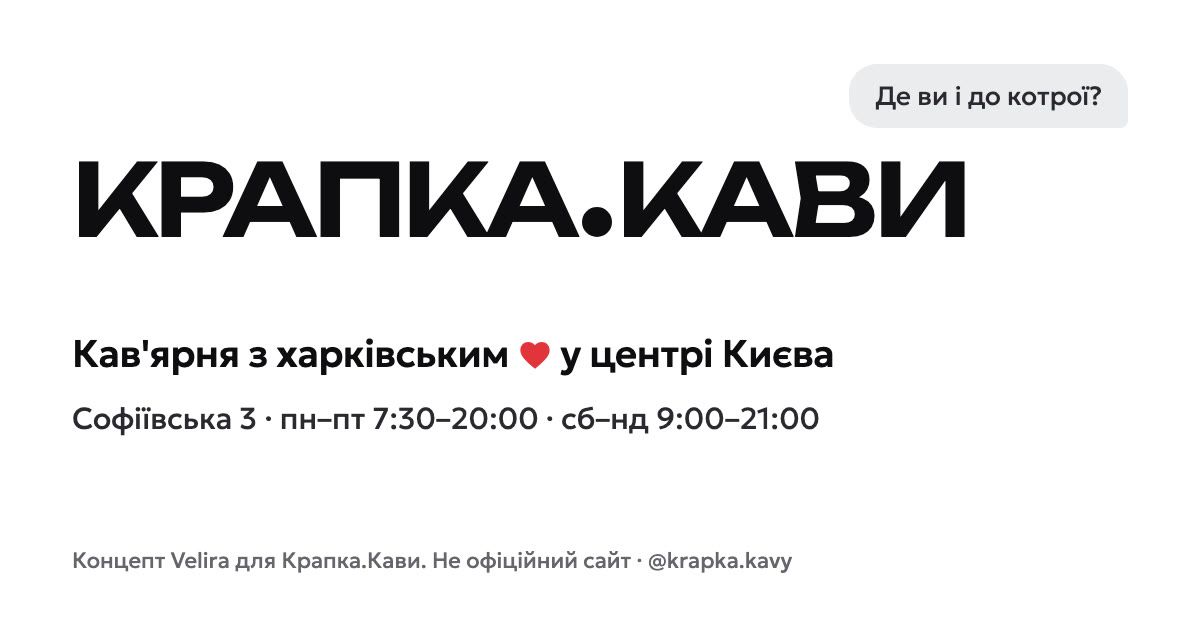 Де ви і до котрої?
КРАПКА.КАВИ
Кав'ярня з харківським ❤ у центрі Києва
Софіївська 3 · пн–пт 7:30–20:00 · сб–нд 9:00–21:00
Концепт Velira для Крапка.Кави. Не офіційний сайт · @krapka.kavy